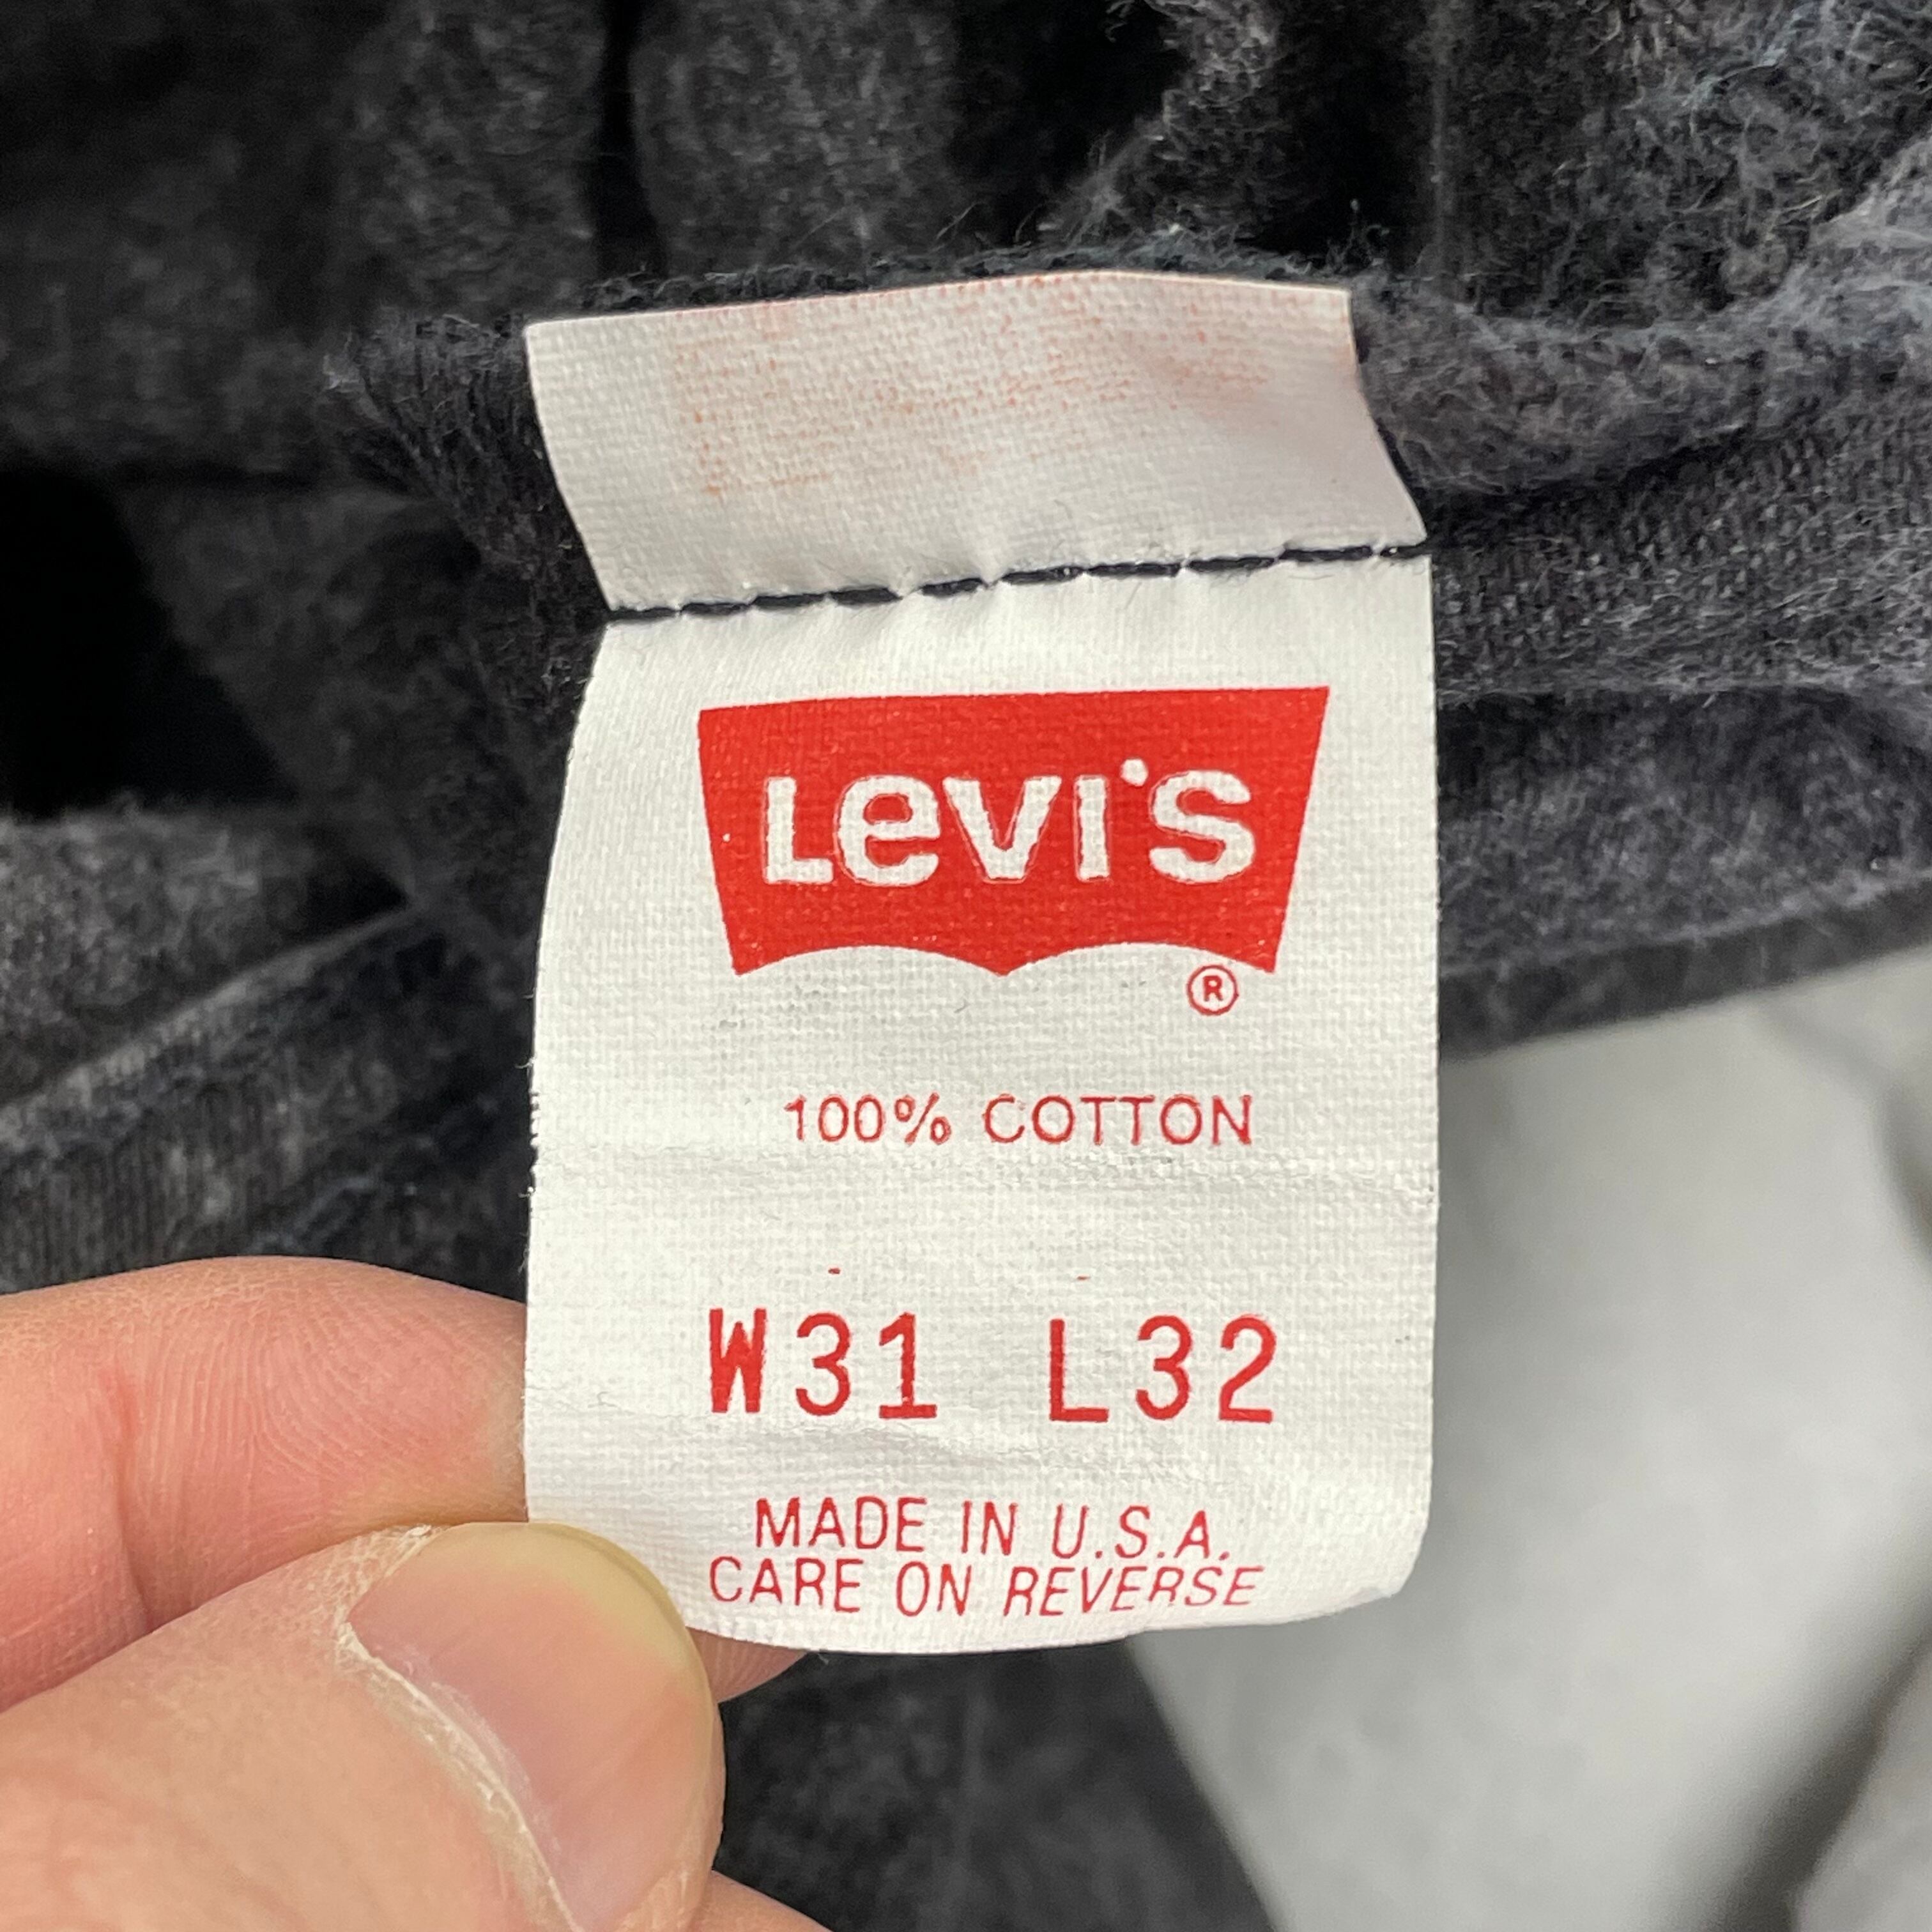 Levi's
®
100% COTTON
W31 L32
MADE IN U.S.A.
CARE ON REVERSE